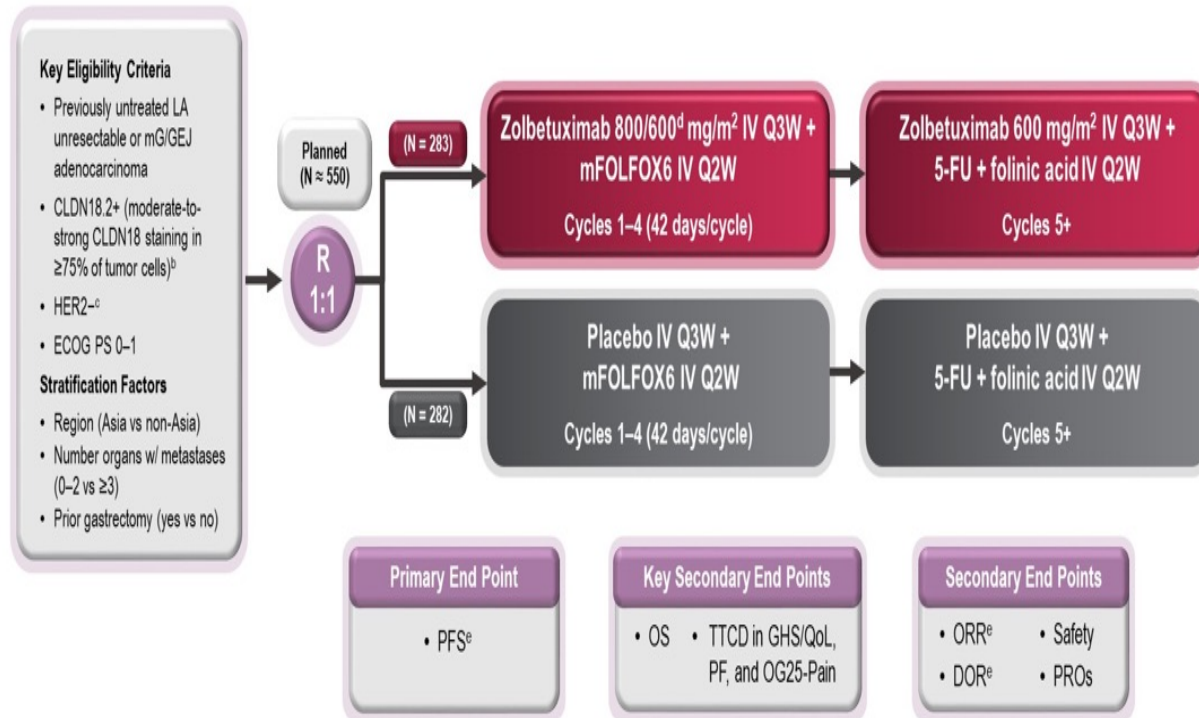 Key Eligibility Criteria
• Previously untreated LA
unresectable or mG/GEJ
adenocarcinoma
• CLDN18.2+ (moderate-to-
strong CLDN18 staining in
≥75% of tumor cells)ᵇ
• HER2−ᶜ
• ECOG PS 0–1
Stratification Factors
• Region (Asia vs non-Asia)
• Number organs w/ metastases
(0–2 vs ≥3)
• Prior gastrectomy (yes vs no)
Planned
(N ≈ 550)
R
1:1
(N = 283)
Zolbetuximab 800/600ᵈ mg/m² IV Q3W +
mFOLFOX6 IV Q2W
Cycles 1–4 (42 days/cycle)
Zolbetuximab 600 mg/m² IV Q3W +
5-FU + folinic acid IV Q2W
Cycles 5+
(N = 282)
Placebo IV Q3W +
mFOLFOX6 IV Q2W
Cycles 1–4 (42 days/cycle)
Placebo IV Q3W +
5-FU + folinic acid IV Q2W
Cycles 5+
Primary End Point
• PFSᵉ
Key Secondary End Points
• OS • TTCD in GHS/QoL,
PF, and OG25-Pain
Secondary End Points
• ORRᵉ • Safety
• DORᵉ • PROs